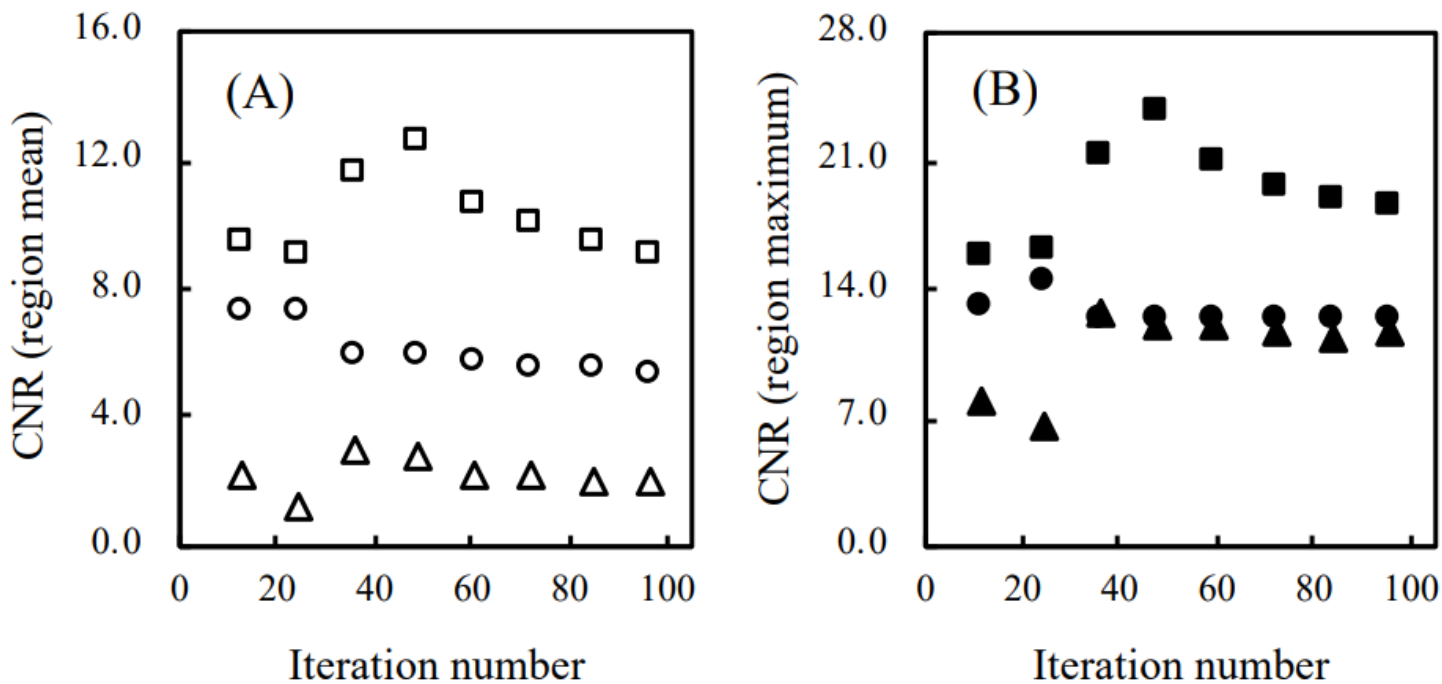 16.0
(A)
12.0
8.0
4.0
0.0
0 20 40 60 80 100
CNR (region mean)
Iteration number
28.0
(B)
21.0
14.0
7.0
0.0
0 20 40 60 80 100
CNR (region maximum)
Iteration number